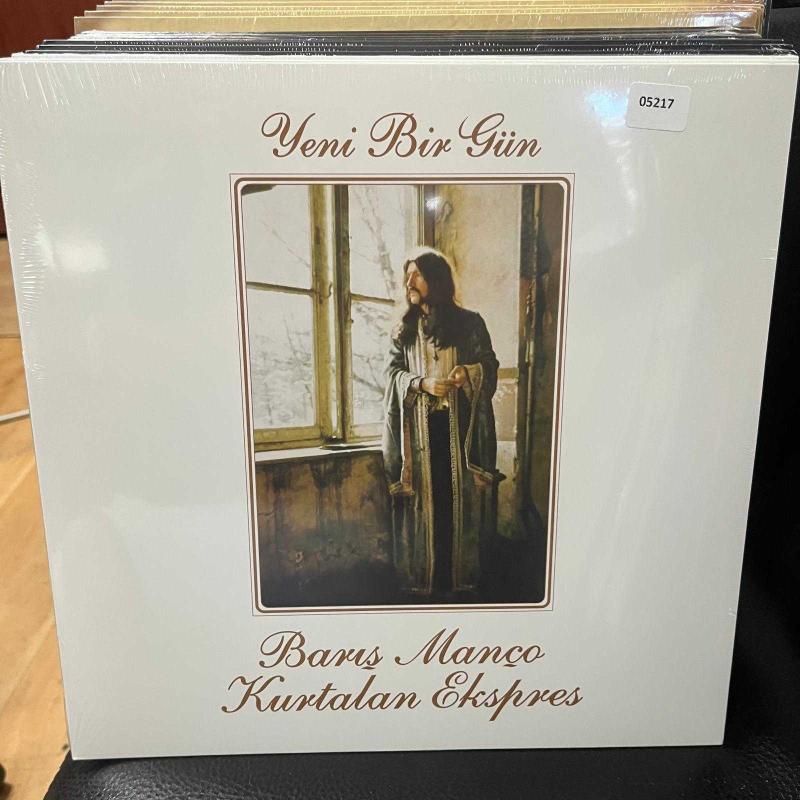 05217
Yeni Bir Gün
Barış Manço
Kurtalan Ekspres